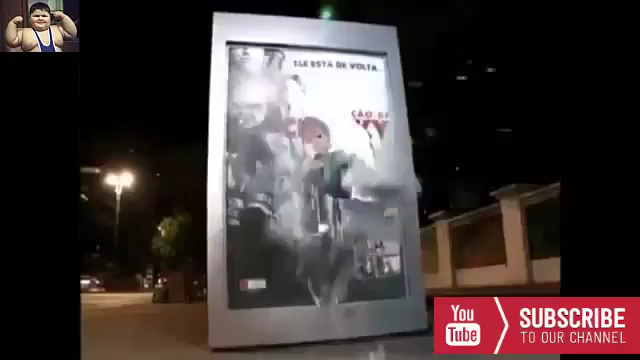 ELE ESTÁ DE VOLTA.
You
Tube
SUBSCRIBE
TO OUR CHANNEL